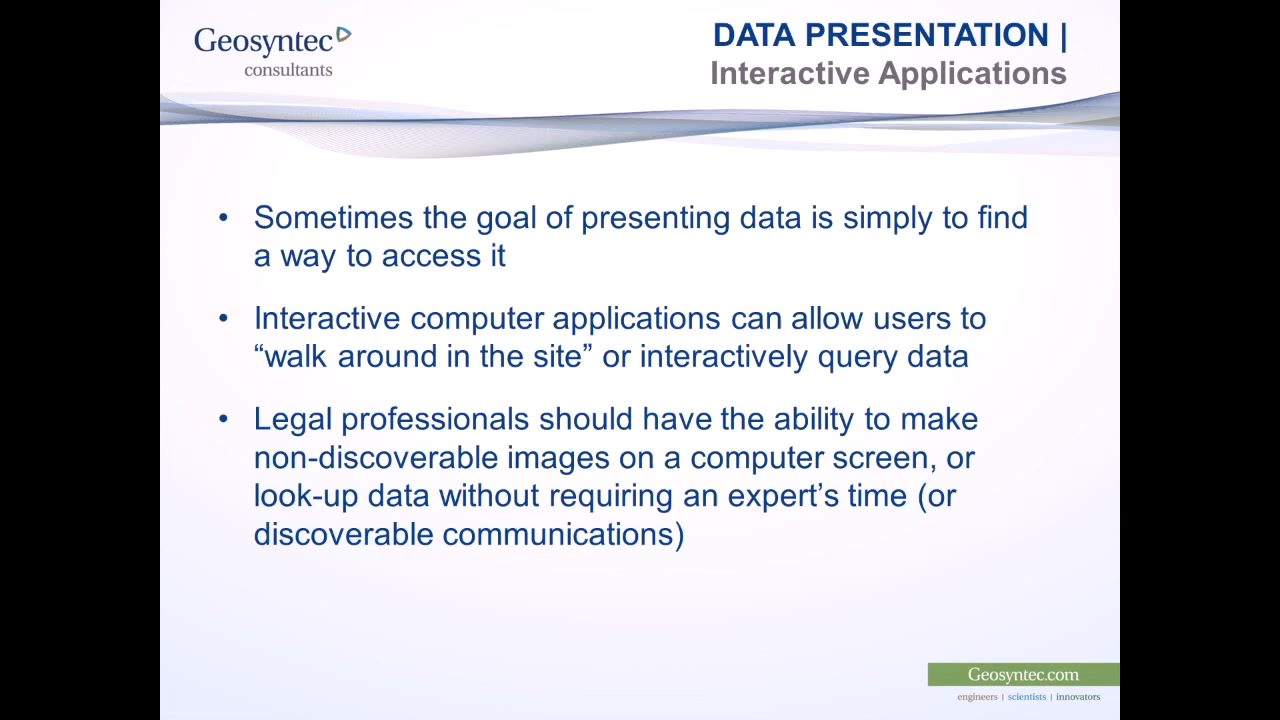 Geosyntec
consultants
DATA PRESENTATION |
Interactive Applications
• Sometimes the goal of presenting data is simply to find
a way to access it
• Interactive computer applications can allow users to
“walk around in the site” or interactively query data
• Legal professionals should have the ability to make
non-discoverable images on a computer screen, or
look-up data without requiring an expert’s time (or
discoverable communications)
Geosyntec.com
engineers | scientists | innovators